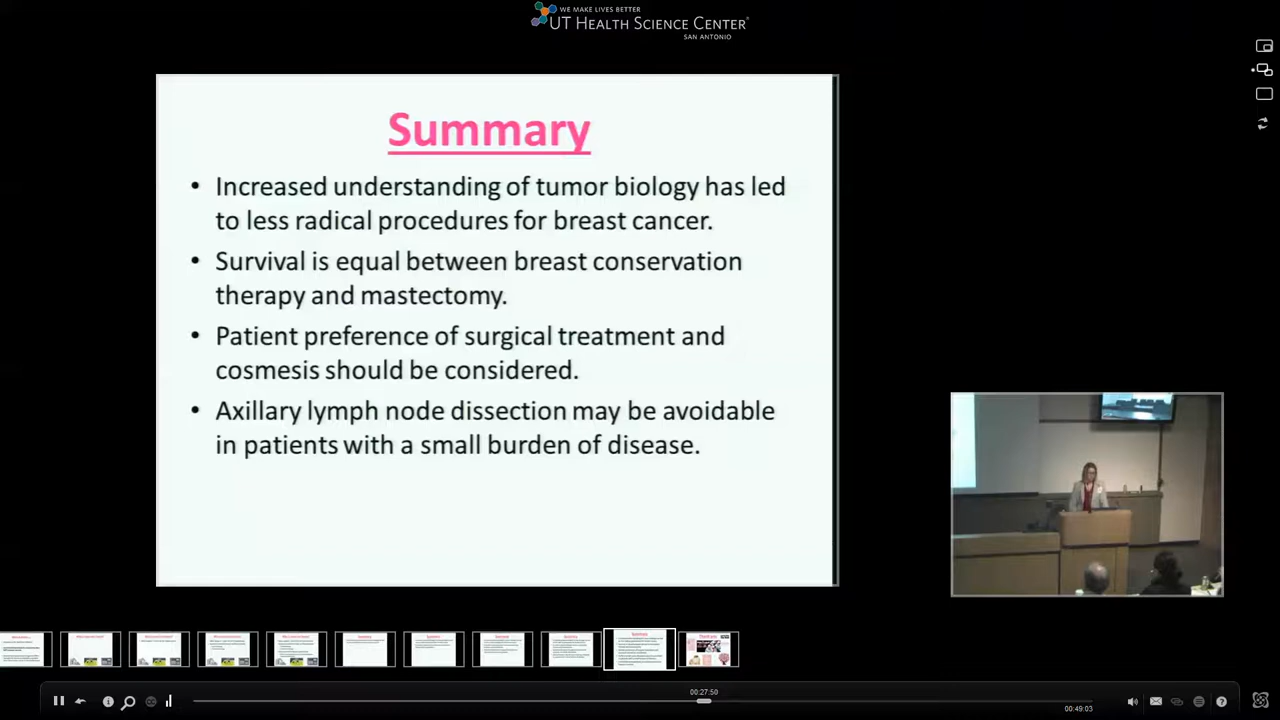 WE MAKE LIVES BETTER
UT HEALTH SCIENCE CENTER®
SAN ANTONIO
Summary
• Increased understanding of tumor biology has led
to less radical procedures for breast cancer.
• Survival is equal between breast conservation
therapy and mastectomy.
• Patient preference of surgical treatment and
cosmesis should be considered.
• Axillary lymph node dissection may be avoidable
in patients with a small burden of disease.
Summary
Thank you
00:27:50
00:49:03